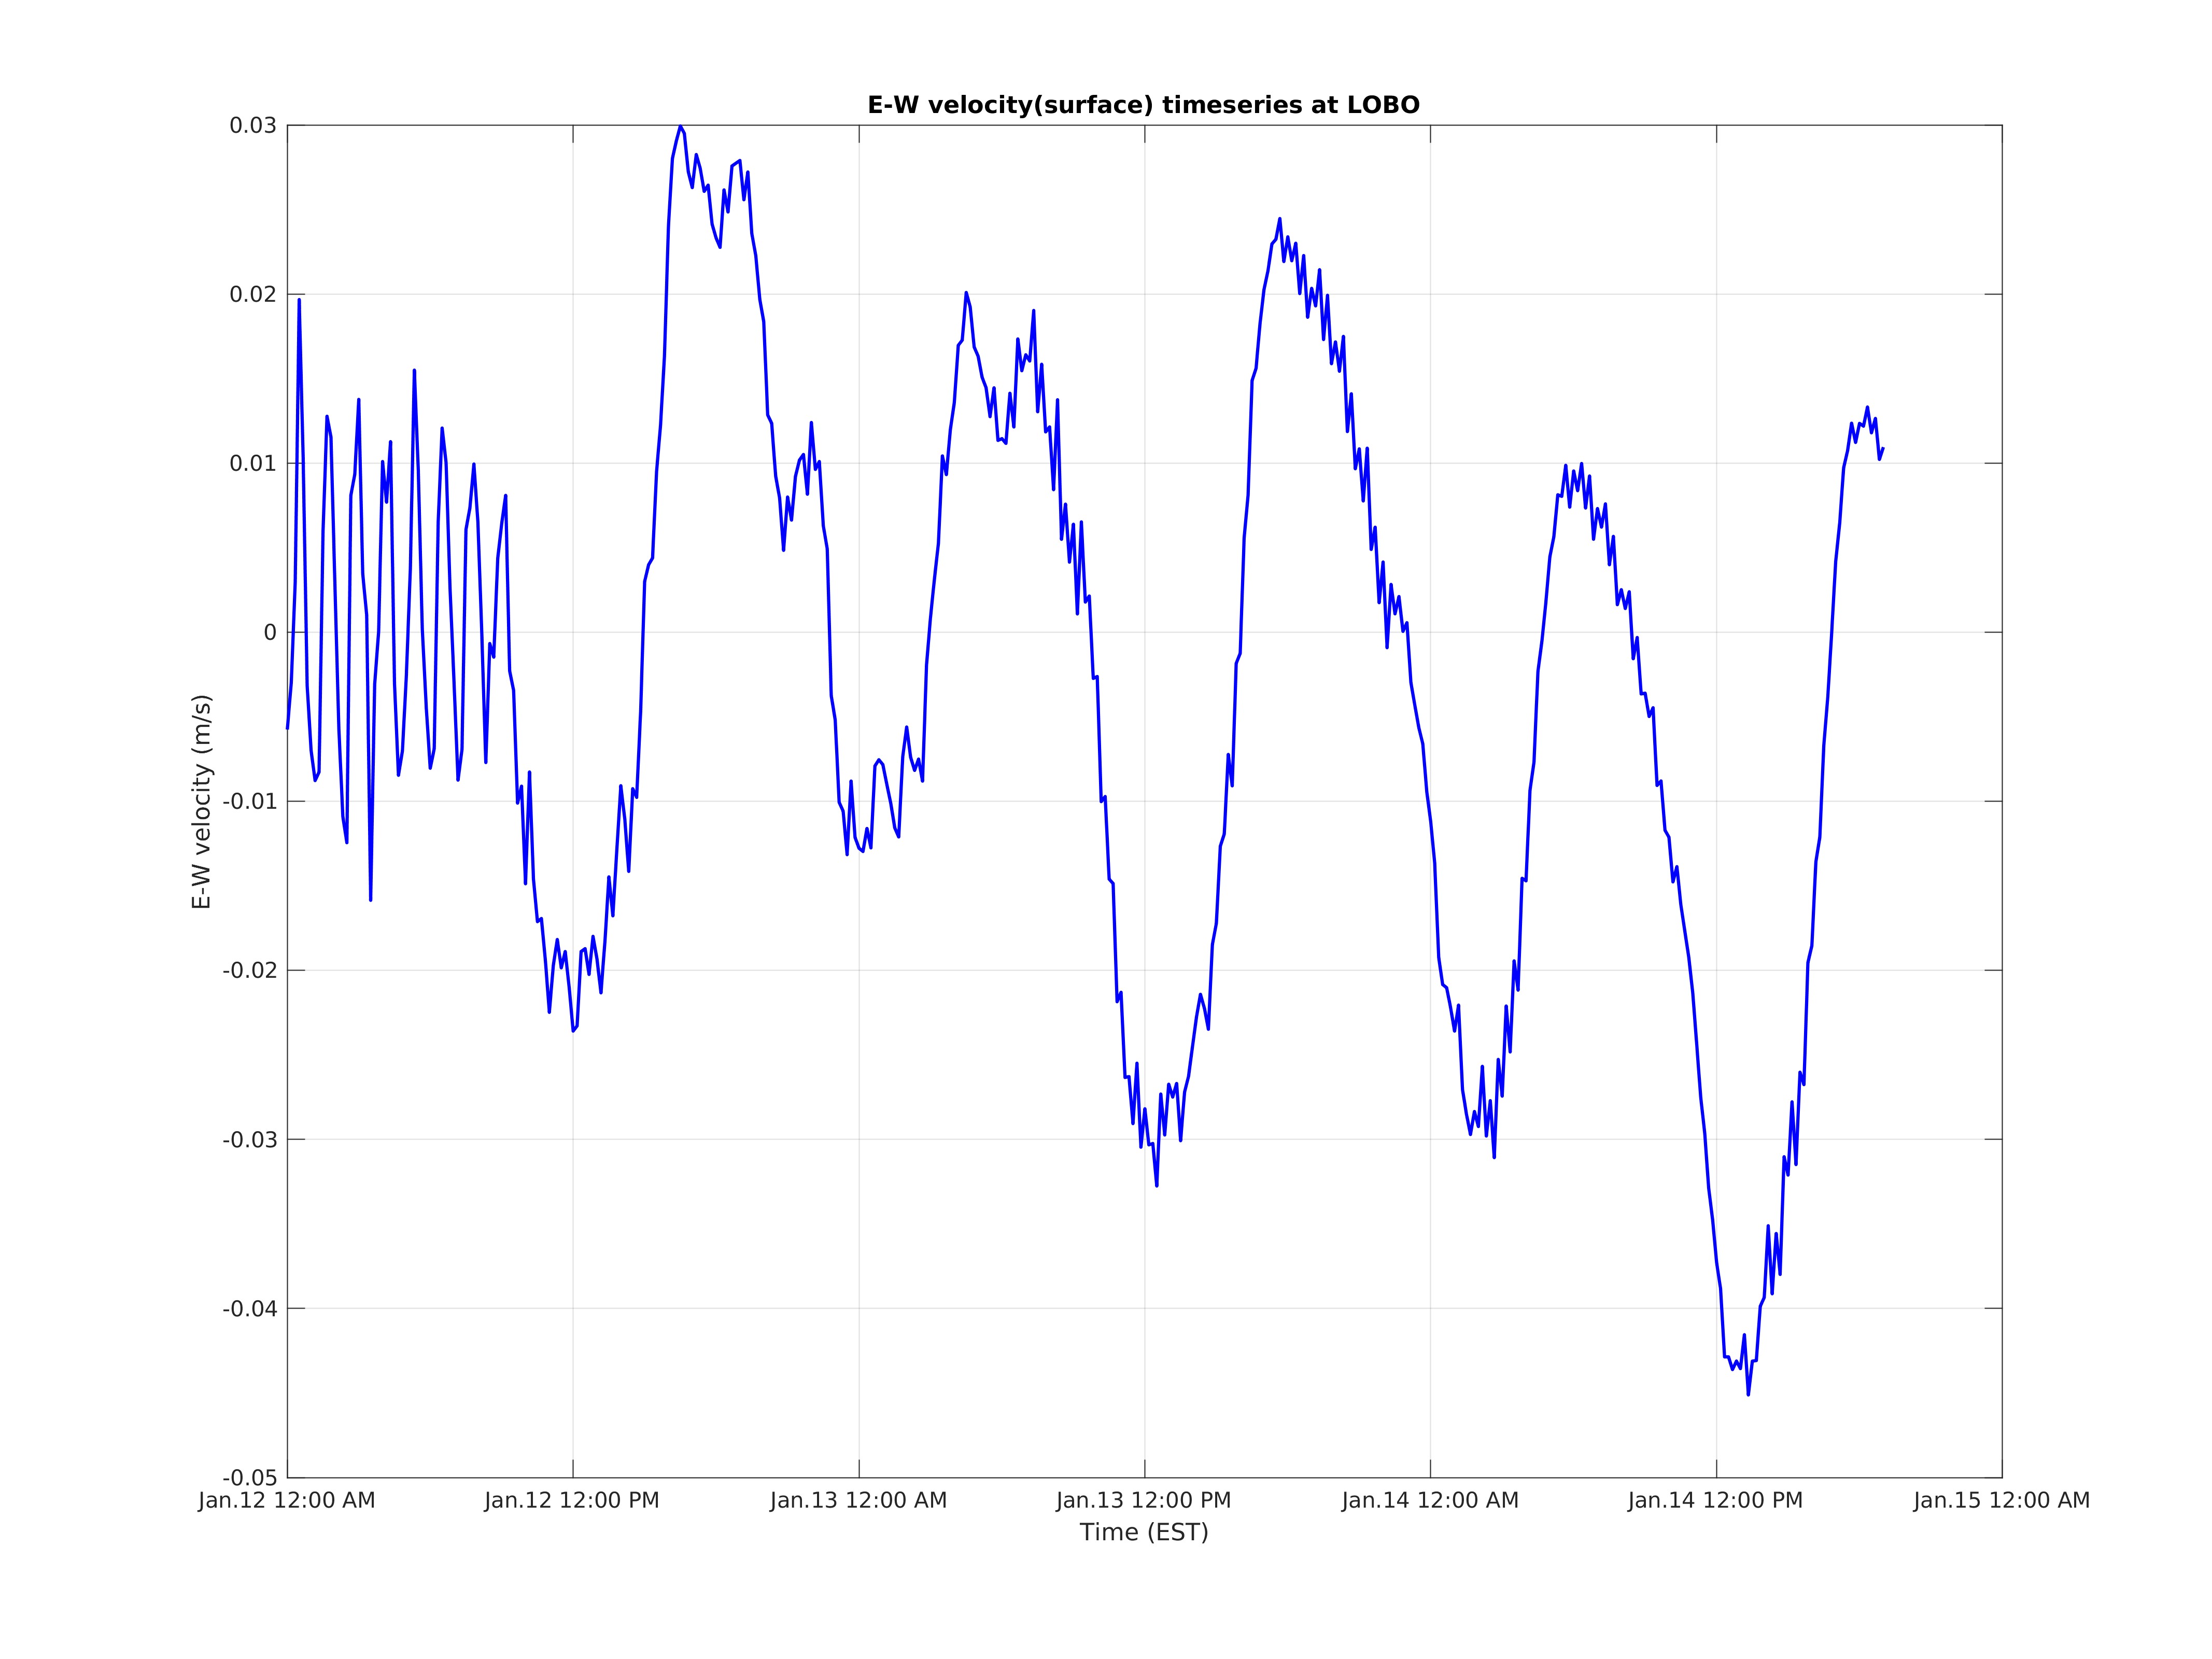 E-W velocity(surface) timeseries at LOBO
0.03
0.02
0.01
0
-0.01
-0.02
-0.03
-0.04
-0.05
E-W velocity (m/s)
Jan.12 12:00 AM
Jan.12 12:00 PM
Jan.13 12:00 AM
Jan.13 12:00 PM
Jan.14 12:00 AM
Jan.14 12:00 PM
Jan.15 12:00 AM
Time (EST)